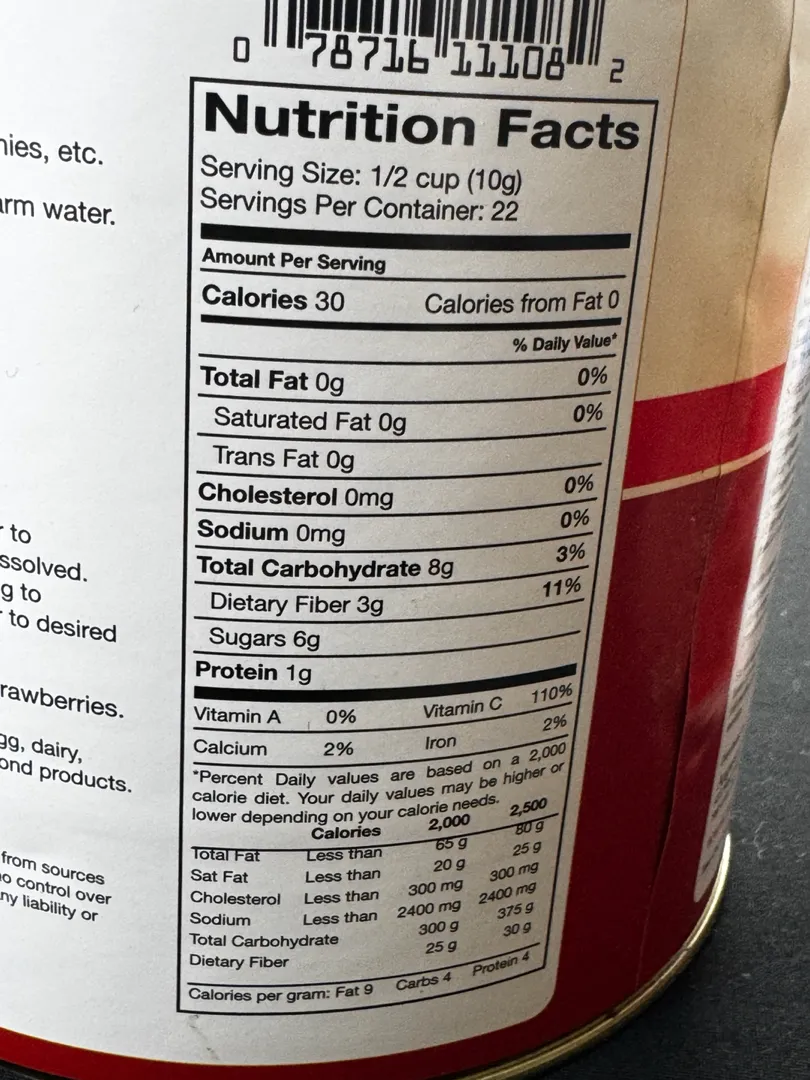 0 78716 11108 2
Nutrition Facts
Serving Size: 1/2 cup (10g)
Servings Per Container: 22
Amount Per Serving
Calories 30 Calories from Fat 0
% Daily Value*
Total Fat 0g 0%
Saturated Fat 0g 0%
Trans Fat 0g
Cholesterol 0mg 0%
Sodium 0mg 0%
Total Carbohydrate 8g 3%
Dietary Fiber 3g 11%
Sugars 6g
Protein 1g
Vitamin A 0% Vitamin C 110%
Calcium 2% Iron 2%
*Percent Daily values are based on a 2,000
calorie diet. Your daily values may be higher or
lower depending on your calorie needs.
Calories 2,000 2,500
Total Fat Less than 65 g 80 g
Sat Fat Less than 20 g 25 g
Cholesterol Less than 300 mg 300 mg
Sodium Less than 2400 mg 2400 mg
Total Carbohydrate 300 g 375 g
Dietary Fiber 25 g 30 g
Calories per gram: Fat 9 Carbs 4 Protein 4
etc.
water.
to
g to
to desired
dairy,
products.
from sources
control over
liability or